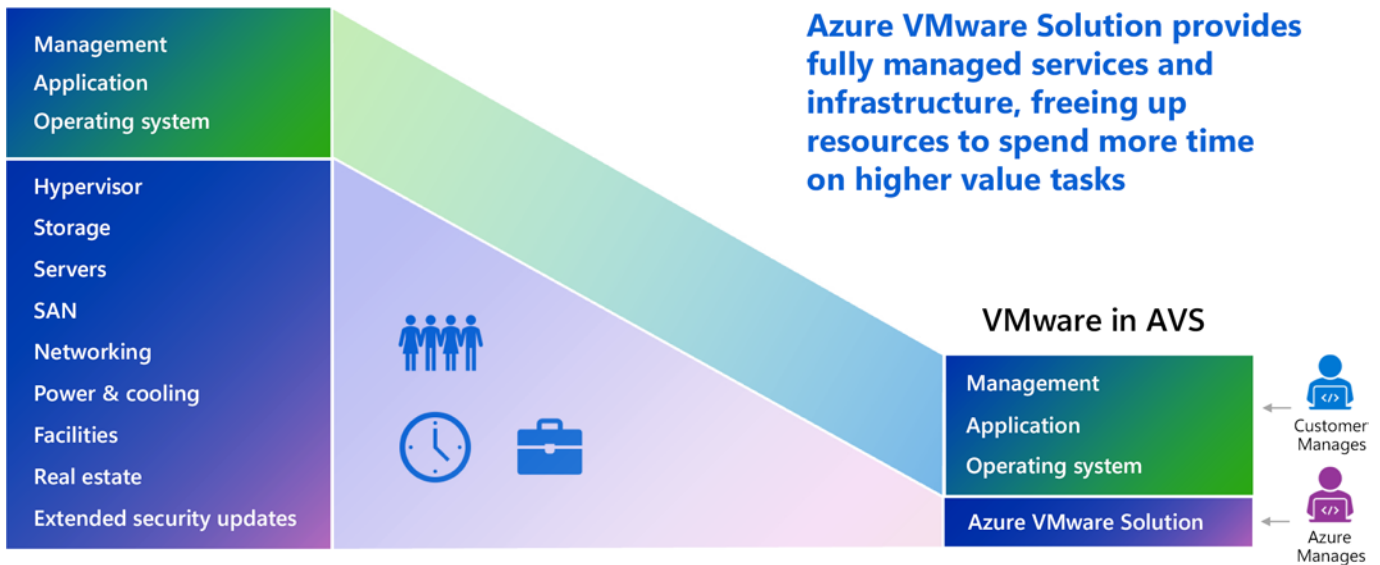 Management
Application
Operating system
Hypervisor
Storage
Servers
SAN
Networking
Power & cooling
Facilities
Real estate
Extended security updates
Azure VMware Solution provides
fully managed services and
infrastructure, freeing up
resources to spend more time
on higher value tasks
VMware in AVS
Management
Application
Operating system
Azure VMware Solution
</>
Customer
Manages
</>
Azure
Manages